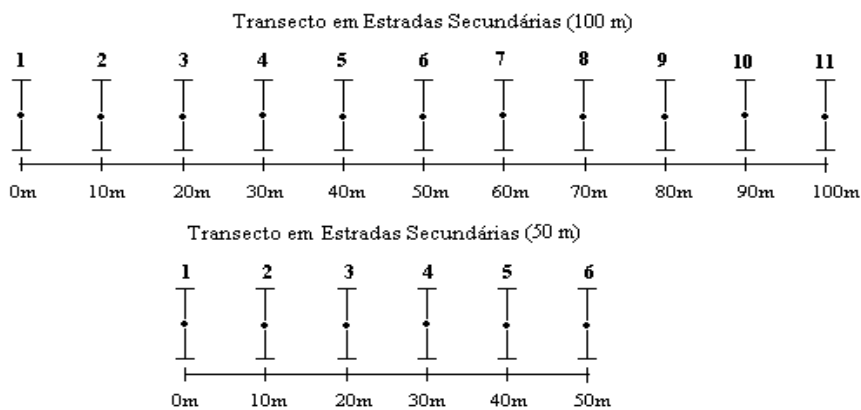 Transecto em Estradas Secundárias (100 m)
1 2 3 4 5 6 7 8 9 10 11
0m 10m 20m 30m 40m 50m 60m 70m 80m 90m 100m
Transecto em Estradas Secundárias (50 m)
1 2 3 4 5 6
0m 10m 20m 30m 40m 50m